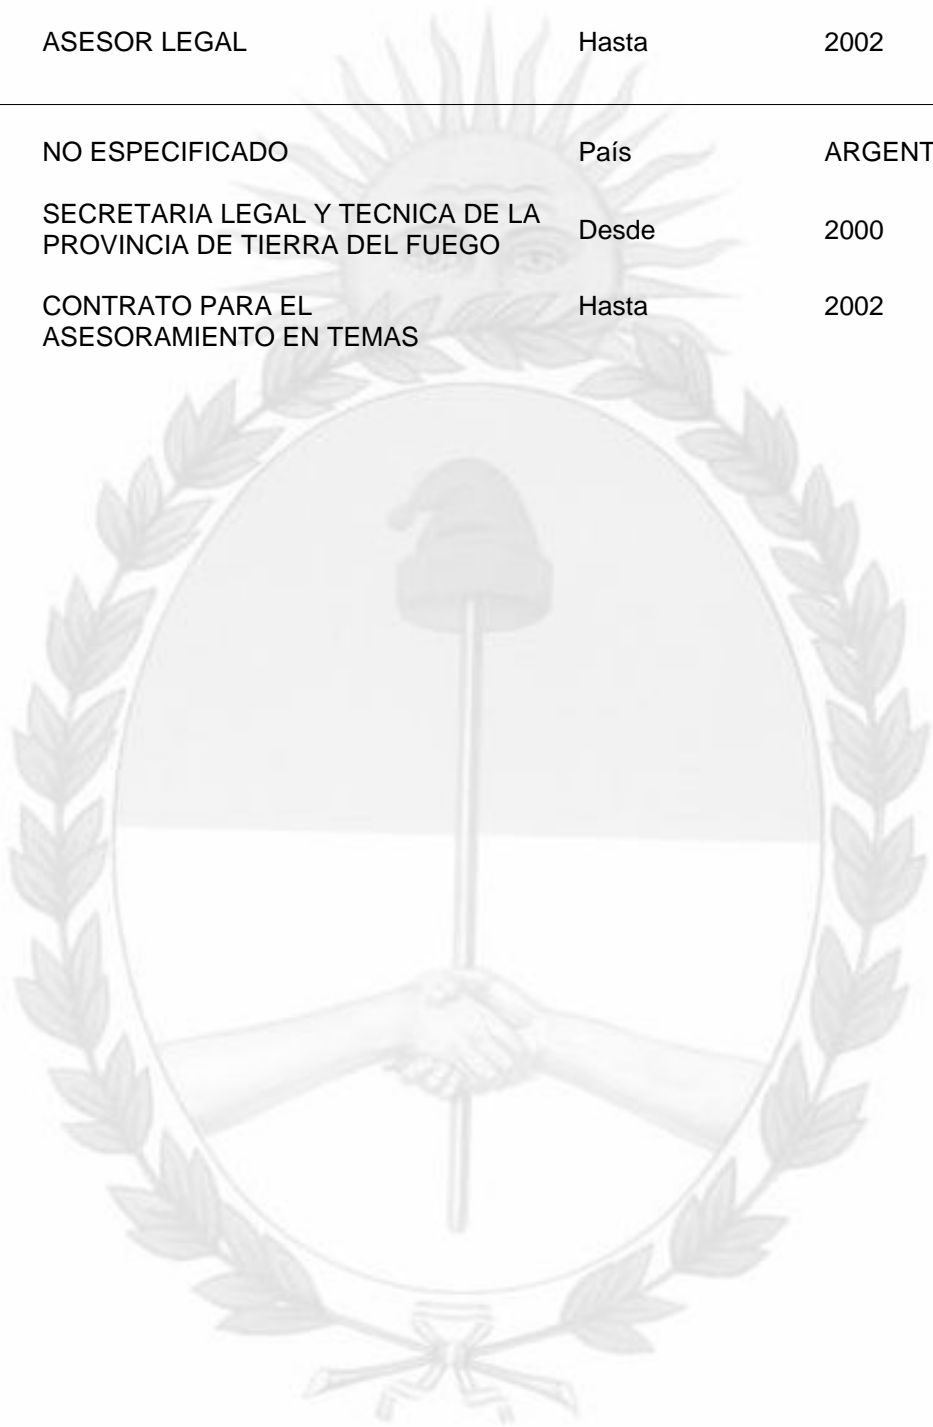 ASESOR LEGAL Hasta 2002
NO ESPECIFICADO País ARGENT
SECRETARIA LEGAL Y TECNICA DE LA
PROVINCIA DE TIERRA DEL FUEGO Desde 2000
CONTRATO PARA EL Hasta 2002
ASESORAMIENTO EN TEMAS